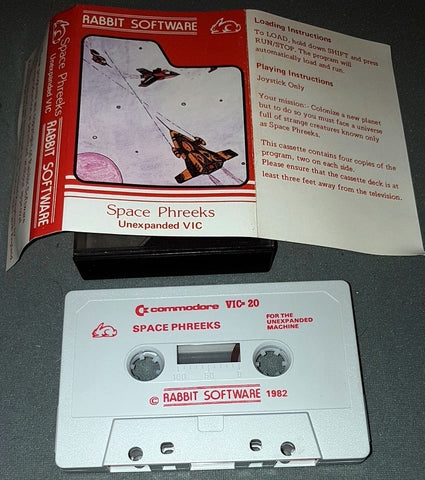 RABBIT SOFTWARE
Space Phreeks
Unexpanded VIC
RABBIT SOFTWARE
Space Phreeks
Unexpanded VIC
Loading Instructions
To LOAD, hold down SHIFT and press
RUN/STOP. The program will
automatically load and run.
Playing Instructions
Joystick Only
Your mission:- Colonize a new planet
but to do so you must face a universe
full of strange creatures known only
as Space Phreeks.
This cassette contains four copies of the
program, two on each side.
Please ensure that the cassette deck is at
least three feet away from the television.
commodore VIC-20
SPACE PHREEKS
FOR THE
UNEXPANDED
MACHINE
100 50 0
© RABBIT SOFTWARE 1982